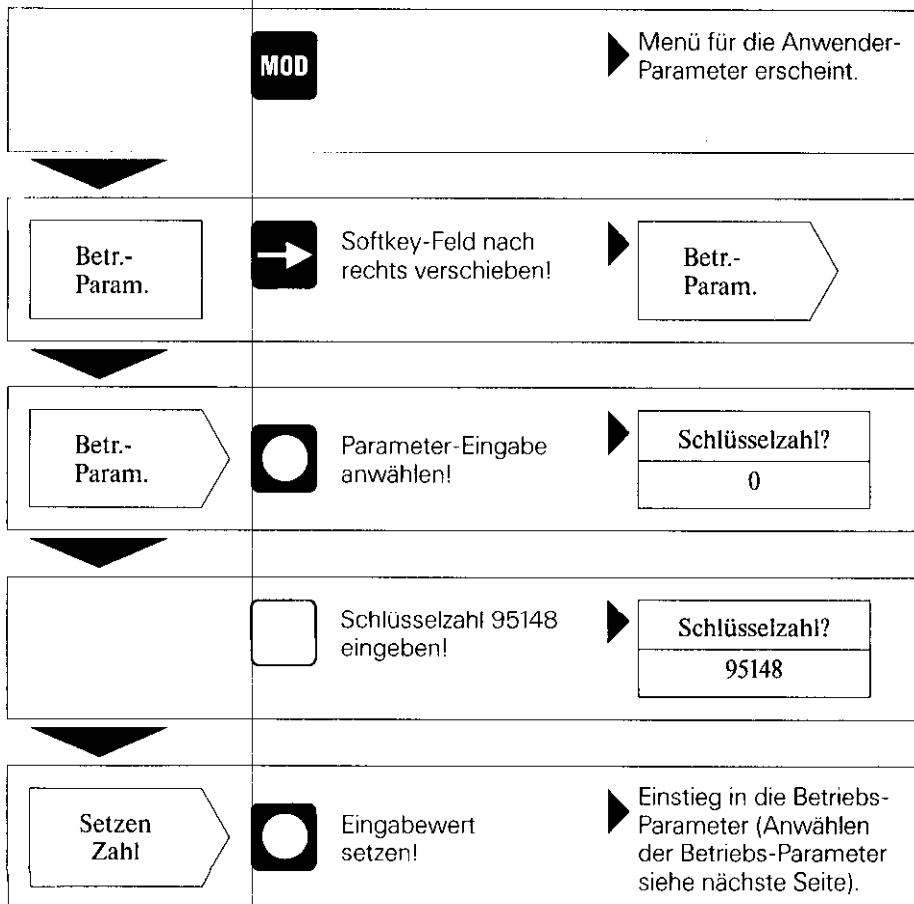 MOD
Menü für die Anwender-
Parameter erscheint.
Betr.-
Param.
Softkey-Feld nach
rechts verschieben!
Betr.-
Param.
Betr.-
Param.
Parameter-Eingabe
anwählen!
Schlüsselzahl?
0
Schlüsselzahl 95148
eingeben!
Schlüsselzahl?
95148
Setzen
Zahl
Eingabewert
setzen!
Einstieg in die Betriebs-
Parameter (Anwählen
der Betriebs-Parameter
siehe nächste Seite).